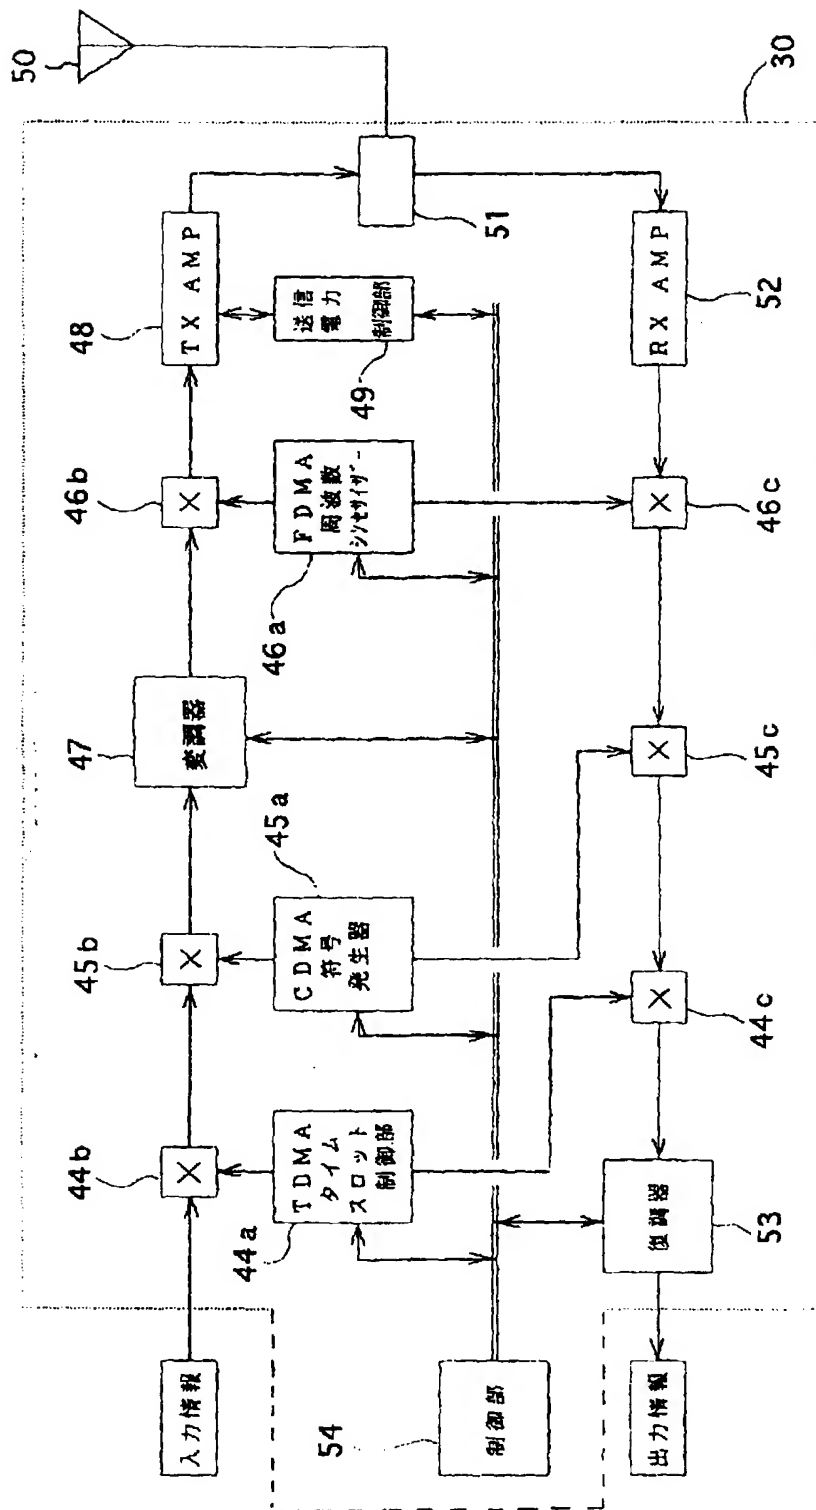 入力情報
44b
×
45b
×
47
変調器
46b
×
48
TX AMP
50
TDMA
タイム
スロット
制御部
44a
CDMA
符号
発生器
45a
FDMA
周波数
シンセサイザー
46a
送信
電力
制御部
49
51
54
制御部
出力情報
復調器
53
×
44c
×
45c
×
46c
RX AMP
52
30